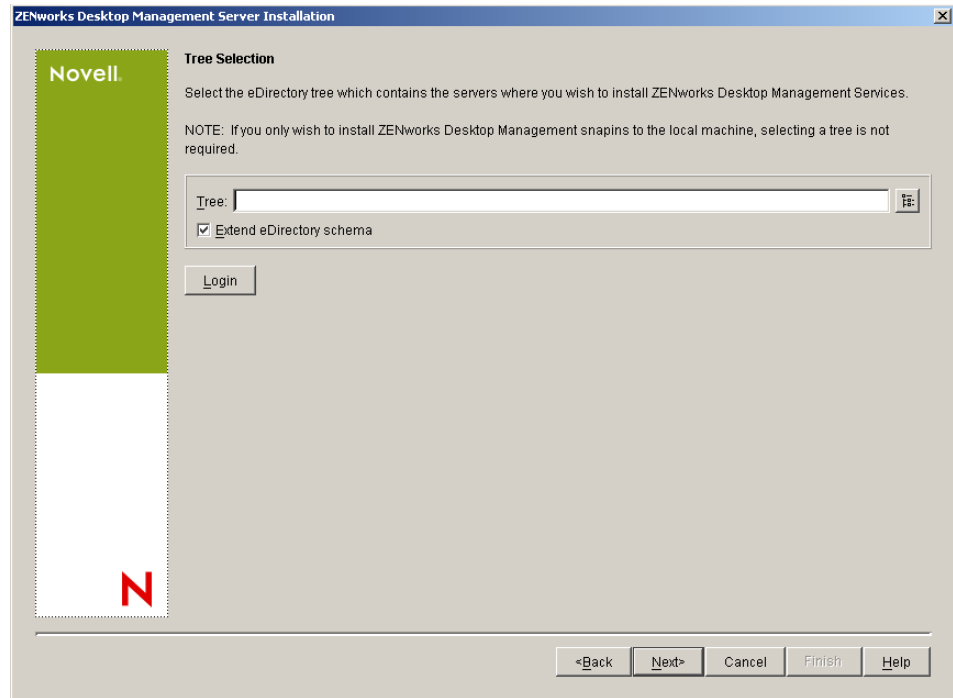 ZENworks Desktop Management Server Installation
Novell.
Tree Selection
Select the eDirectory tree which contains the servers where you wish to install ZENworks Desktop Management Services.
NOTE: If you only wish to install ZENworks Desktop Management snapins to the local machine, selecting a tree is not
required.
Tree:
Extend eDirectory schema
Login
N
<Back Next> Cancel Finish Help